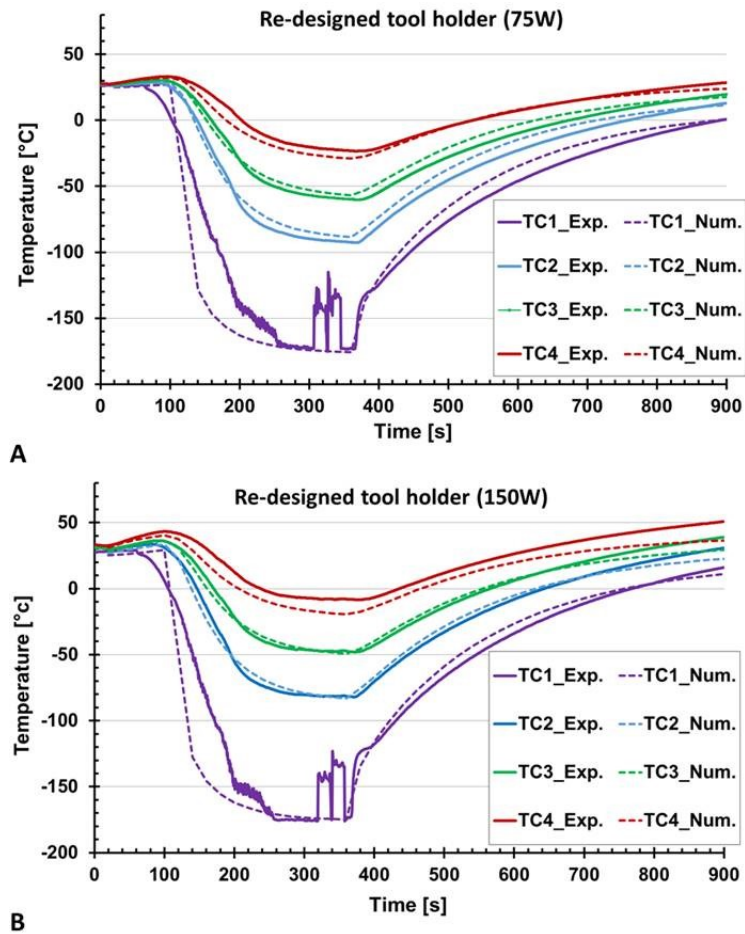 Re-designed tool holder (75W)
Temperature [°C]
50
0
-50
-100
-150
-200
TC1_Exp. TC1_Num.
TC2_Exp. TC2_Num.
TC3_Exp. TC3_Num.
TC4_Exp. TC4_Num.
0 100 200 300 400 500 600 700 800 900
Time [s]
A
Re-designed tool holder (150W)
Temperature [°c]
50
0
-50
-100
-150
-200
TC1_Exp. TC1_Num.
TC2_Exp. TC2_Num.
TC3_Exp. TC3_Num.
TC4_Exp. TC4_Num.
0 100 200 300 400 500 600 700 800 900
Time [s]
B